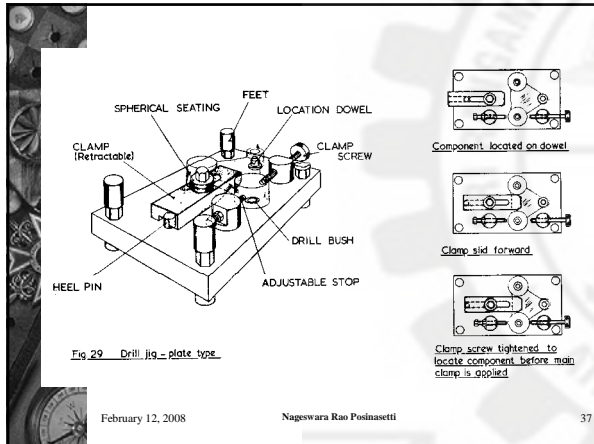 FEET
SPHERICAL SEATING
LOCATION DOWEL
CLAMP
(Retractable)
CLAMP
SCREW
DRILL BUSH
HEEL PIN
ADJUSTABLE STOP
Fig 29 Drill jig - plate type
Component located on dowel
Clamp slid forward
Clamp screw tightened to
locate component before main
clamp is applied
February 12, 2008
Nageswara Rao Posinasetti
37